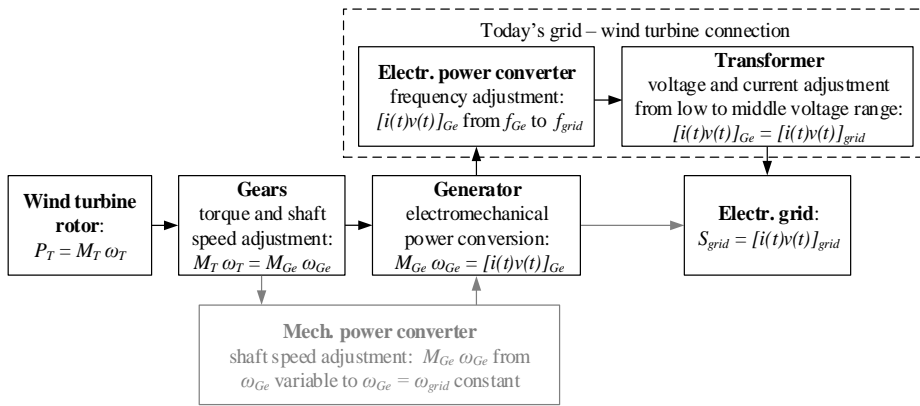 Today's grid – wind turbine connection
Electr. power converter
frequency adjustment:
[i(t)v(t)]Ge from fGe to fgrid
Transformer
voltage and current adjustment
from low to middle voltage range:
[i(t)v(t)]Ge = [i(t)v(t)]grid
Wind turbine
rotor:
PT = MT ωT
Gears
torque and shaft
speed adjustment:
MT ωT = MGe ωGe
Generator
electromechanical
power conversion:
MGe ωGe = [i(t)v(t)]Ge
Electr. grid:
Sgrid = [i(t)v(t)]grid
Mech. power converter
shaft speed adjustment: MGe ωGe from
ωGe variable to ωGe = ωgrid constant